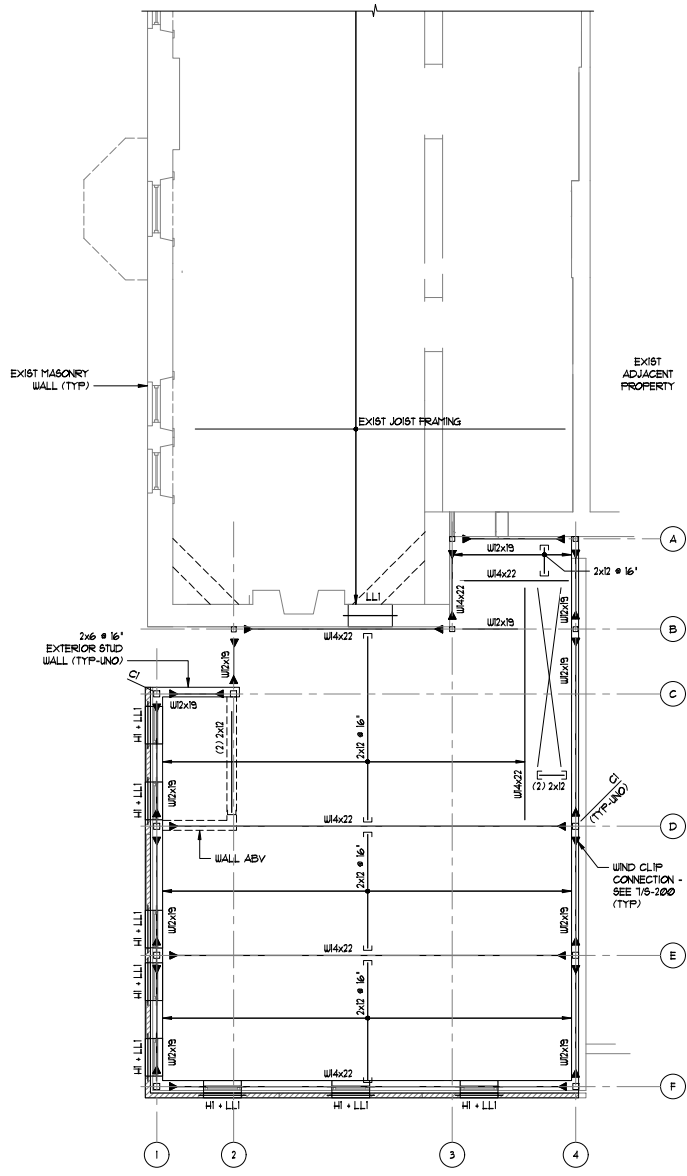 EXIST MASONRY
WALL (TYP)
EXIST
ADJACENT
PROPERTY
EXIST JOIST FRAMING
A
W12x19
2x12 @ 16"
W14x22
W14x22
W12x19
LL1
B
W14x22
W12x19
2x6 @ 16"
EXTERIOR STUD
WALL (TYP-UNO)
W12x19
W12x19
C1
C
W12x19
H1 + LL1
(2) 2x12
2x12 @ 16"
W14x22
(2) 2x12
C1
(TYP-UNO)
H1 + LL1
W12x19
W14x22
D
WALL ABV
WIND CLIP
CONNECTION -
SEE 7/S-200
(TYP)
2x12 @ 16"
H1 + LL1
W12x19
W14x22
E
H1 + LL1
2x12 @ 16"
H1 + LL1
W12x19
W14x22
F
H1 + LL1
H1 + LL1
H1 + LL1
1
2
3
4